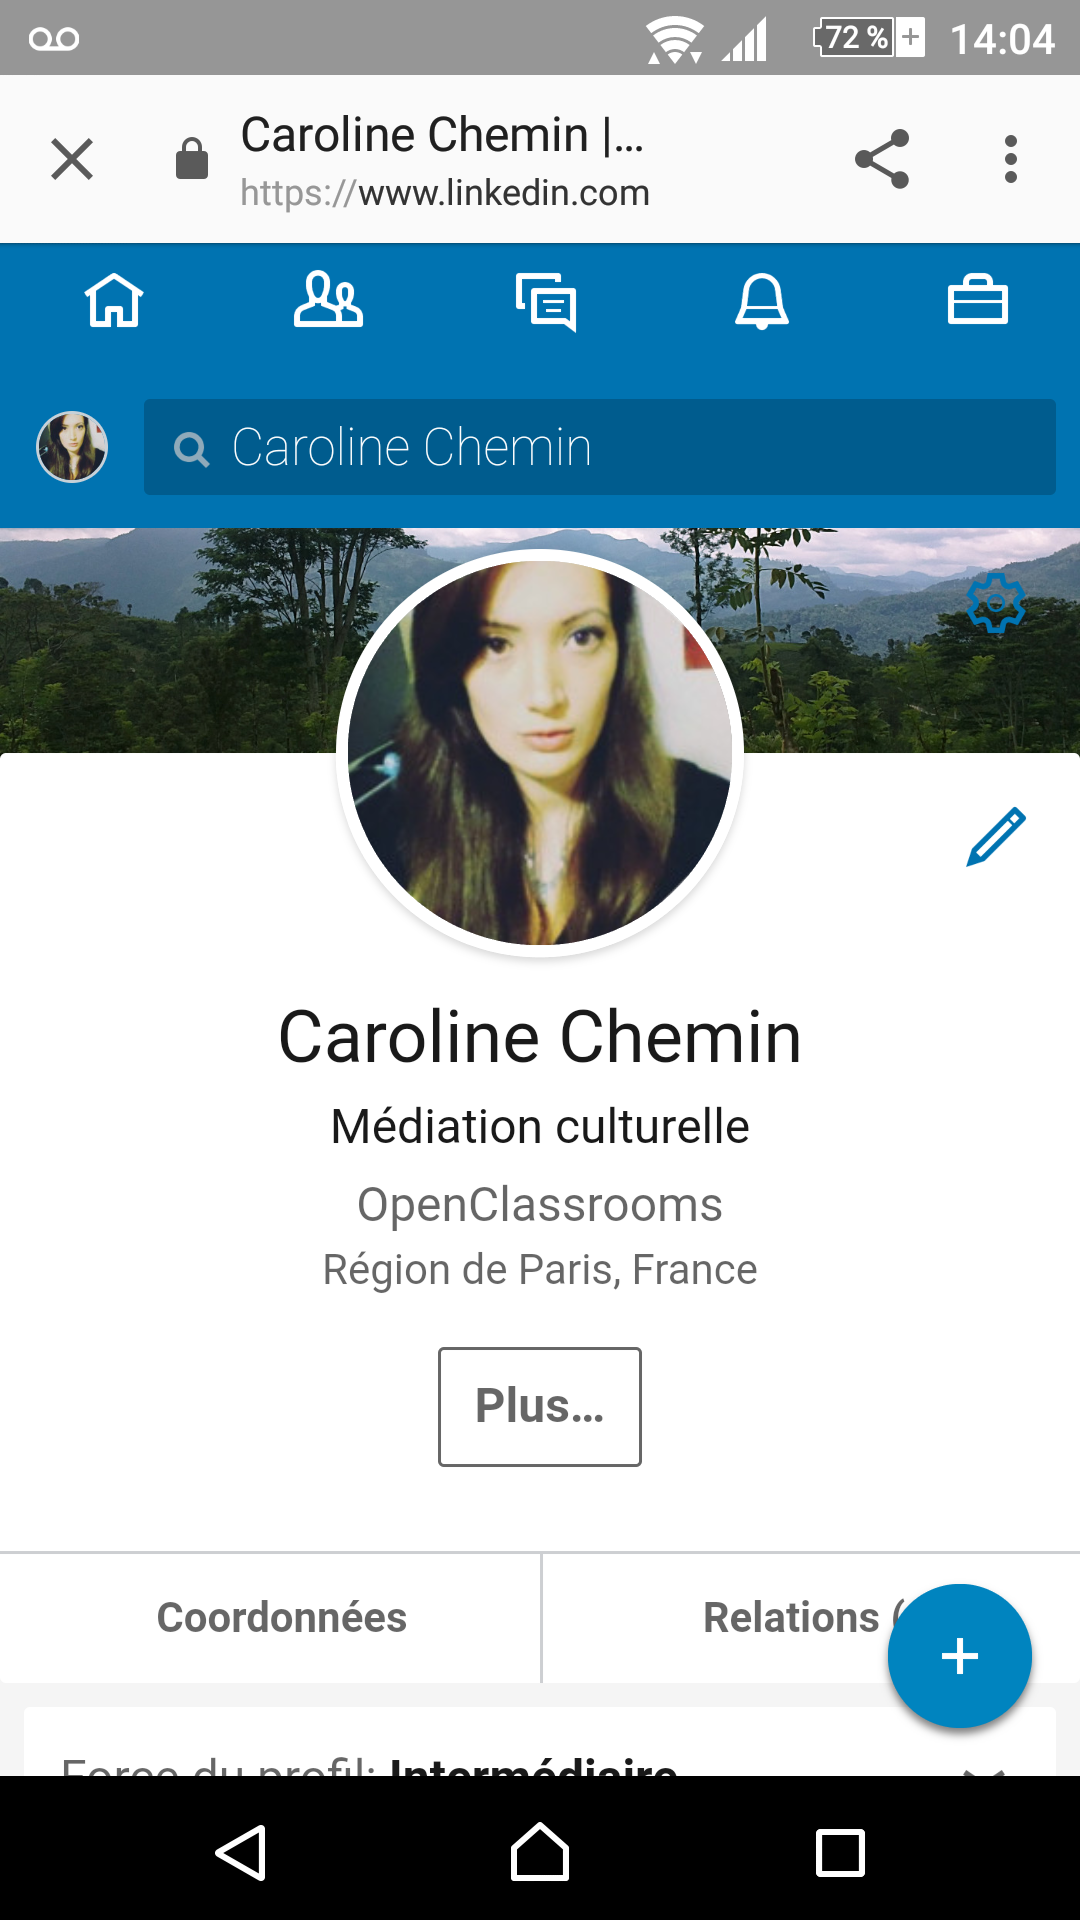 72 %
14:04
Caroline Chemin |...
https://www.linkedin.com
Caroline Chemin
Caroline Chemin
Médiation culturelle
OpenClassrooms
Région de Paris, France
Plus...
Coordonnées
Relations (
Force du profil: Intermédiaire